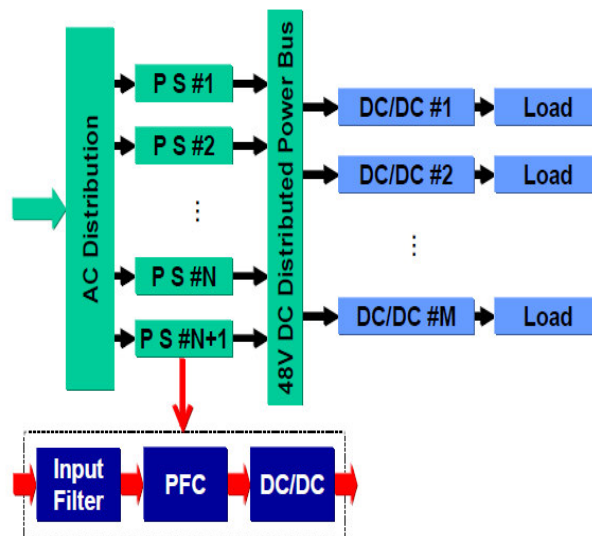 AC Distribution
P S #1
P S #2
⋮
P S #N
P S #N+1
48V DC Distributed Power Bus
DC/DC #1
Load
DC/DC #2
Load
⋮
DC/DC #M
Load
Input
Filter
PFC
DC/DC